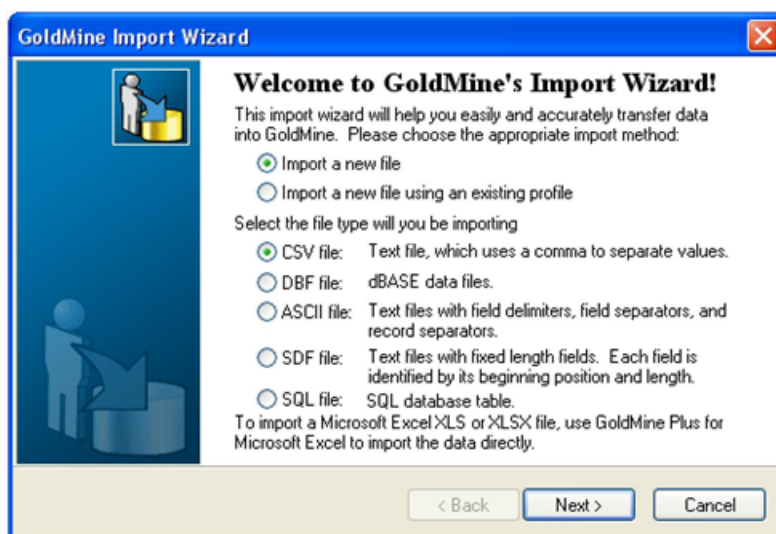 GoldMine Import Wizard
Welcome to GoldMine's Import Wizard!
This import wizard will help you easily and accurately transfer data
into GoldMine. Please choose the appropriate import method:
Import a new file
Import a new file using an existing profile
Select the file type will you be importing
CSV file: Text file, which uses a comma to separate values.
DBF file: dBASE data files.
ASCII file: Text files with field delimiters, field separators, and
record separators.
SDF file: Text files with fixed length fields. Each field is
identified by its beginning position and length.
SQL file: SQL database table.
To import a Microsoft Excel XLS or XLSX file, use GoldMine Plus for
Microsoft Excel to import the data directly.
< Back Next > Cancel